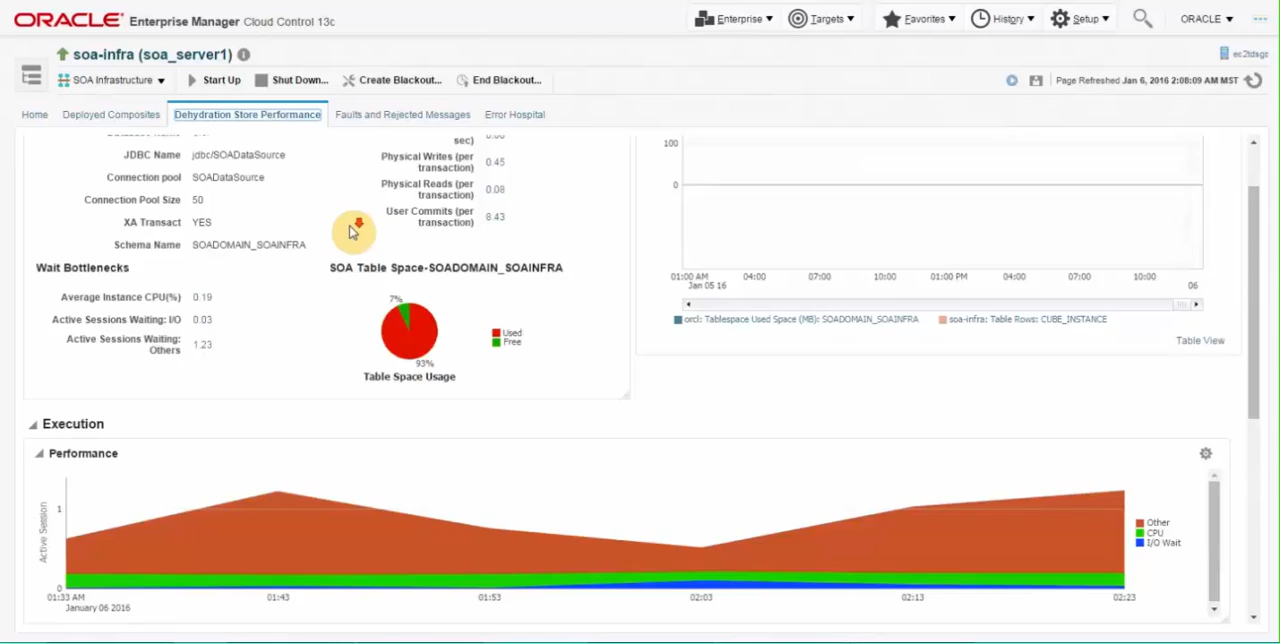 ORACLE Enterprise Manager Cloud Control 13c
Enterprise ▼ Targets ▼ Favorites ▼ History ▼ Setup ▼ ORACLE ▼
soa-infra (soa_server1)
SOA Infrastructure ▼ Start Up Shut Down... Create Blackout... End Blackout...
Page Refreshed Jan 6, 2016 2:08:09 AM MST
Home Deployed Composites Dehydration Store Performance Faults and Rejected Messages Error Hospital
JDBC Name jdbc/SOADataSource
Connection pool SOADataSource
Connection Pool Size 50
XA Transact YES
Schema Name SOADOMAIN_SOAINFRA
sec)
Physical Writes (per
transaction) 0.45
Physical Reads (per
transaction) 0.08
User Commits (per
transaction) 8.43
Wait Bottlenecks
Average Instance CPU(%) 0.19
Active Sessions Waiting: I/O 0.03
Active Sessions Waiting:
Others 1.23
SOA Table Space-SOADOMAIN_SOAINFRA
7%
93%
Used
Free
Table Space Usage
100
0
01:00 AM 04:00 07:00 10:00 01:00 PM 04:00 07:00 10:00
Jan 05 16 06
orcl: Tablespace Used Space (MB): SOADOMAIN_SOAINFRA soa-infra: Table Rows: CUBE_INSTANCE
Table View
Execution
Performance
Active Session
1
0
01:33 AM 01:43 01:53 02:03 02:13 02:23
January 06 2016
Other
CPU
I/O Wait